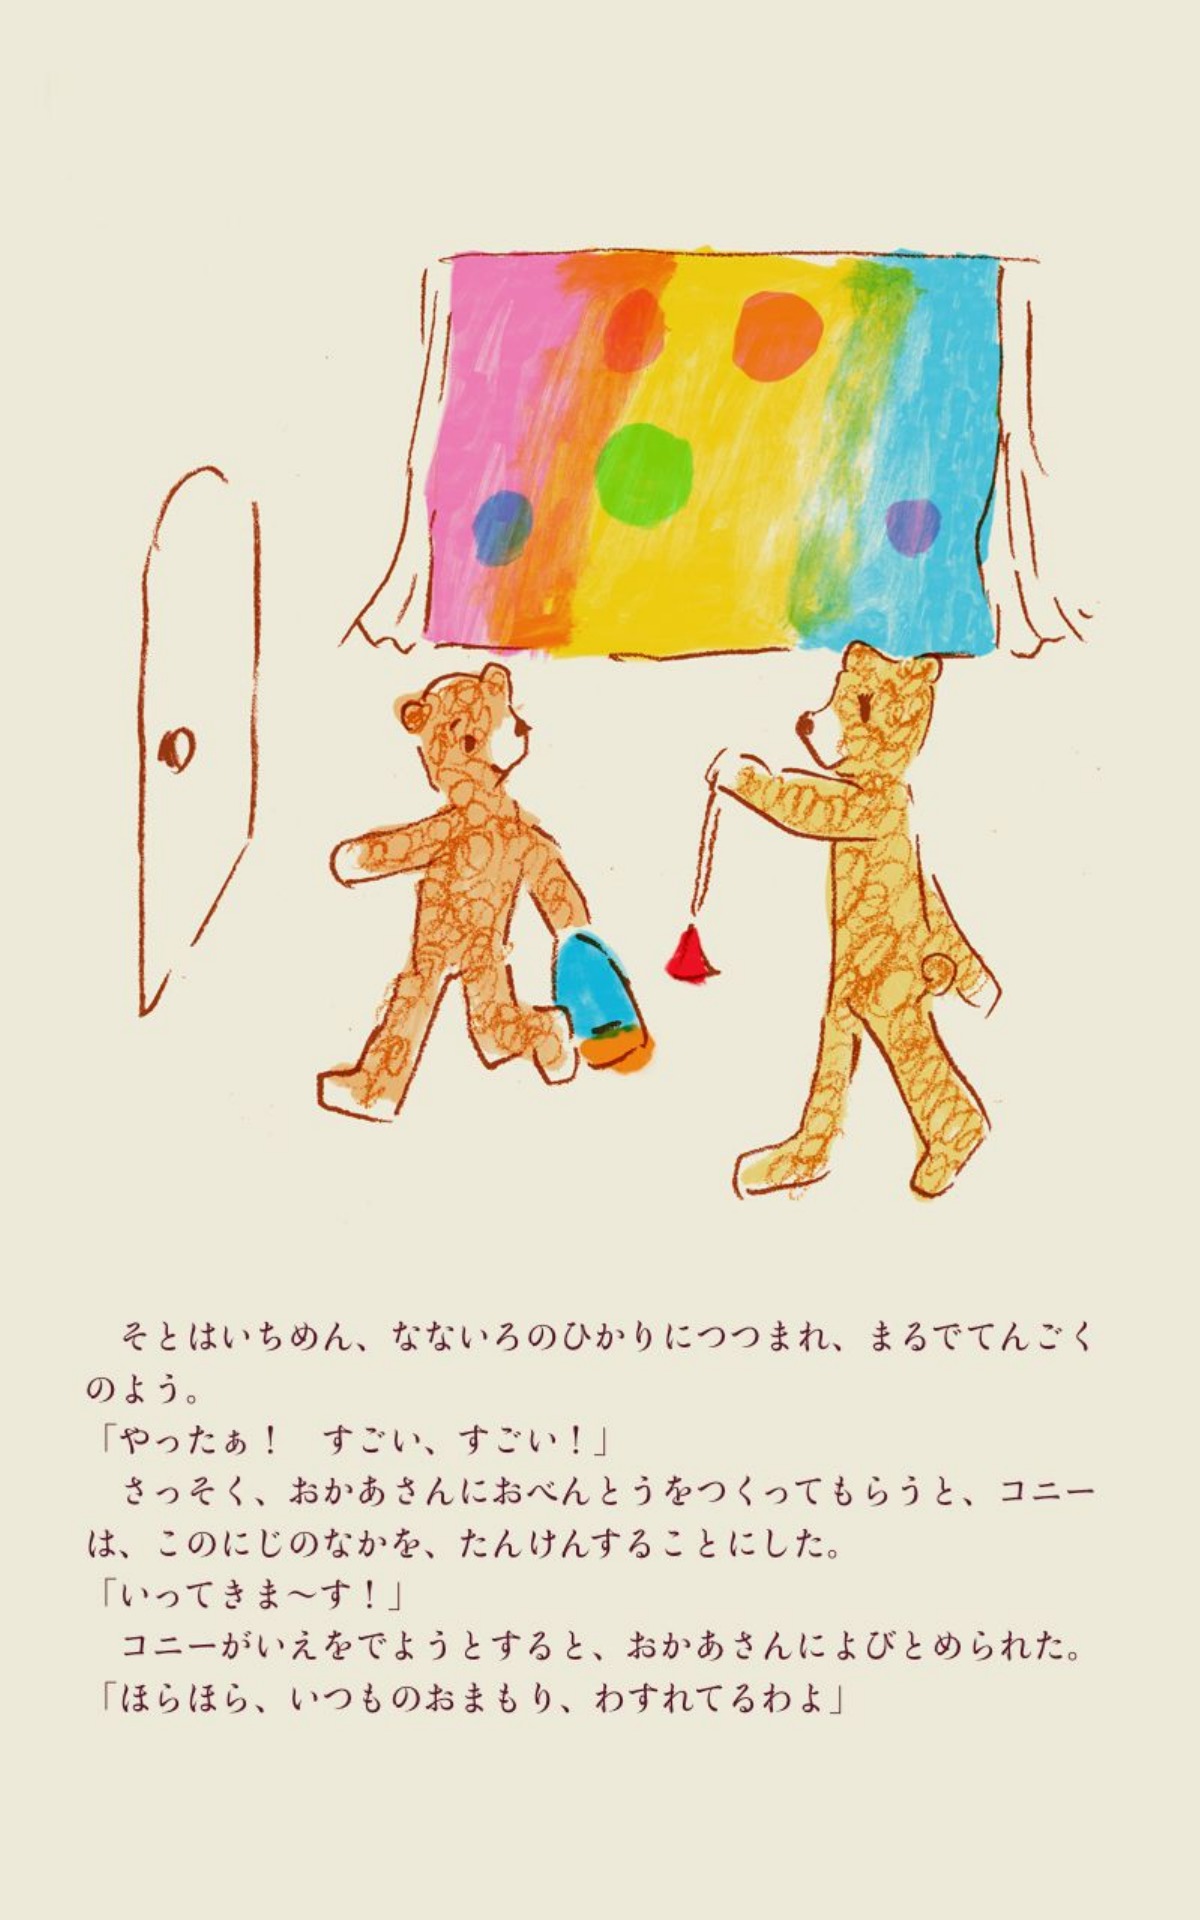 そとはいちめん、なないろのひかりにつつまれ、まるでてんごく
のよう。
「やったぁ！　すごい、すごい！」
　さっそく、おかあさんにおべんとうをつくってもらうと、コニー
は、このにじのなかを、たんけんすることにした。
「いってきま〜す！」
　コニーがいえをでようとすると、おかあさんによびとめられた。
「ほらほら、いつものおまもり、わすれてるわよ」